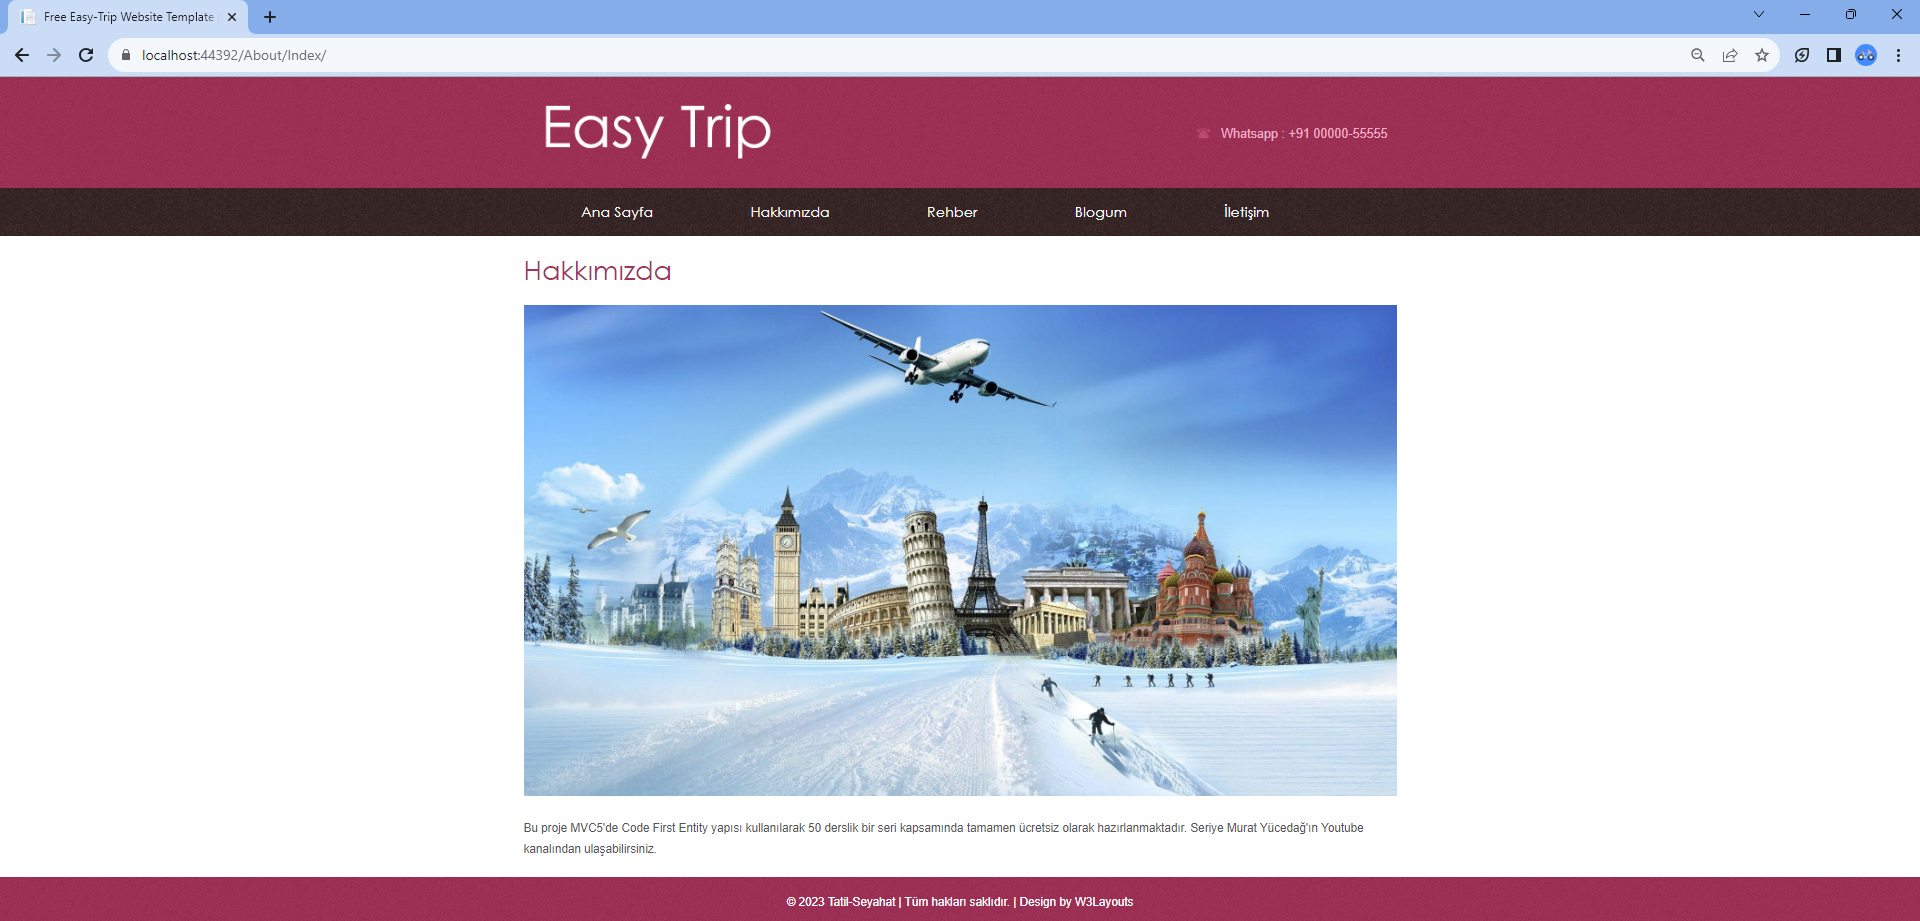 Free Easy-Trip Website Template
localhost:44392/About/Index/
Easy Trip
Whatsapp : +91 00000-55555
Ana Sayfa
Hakkımızda
Rehber
Blogum
İletişim
Hakkımızda
Bu proje MVC5'de Code First Entity yapısı kullanılarak 50 derslik bir seri kapsamında tamamen ücretsiz olarak hazırlanmaktadır. Seriye Murat Yücedağ'ın Youtube
kanalından ulaşabilirsiniz.
© 2023 Tatil-Seyahat | Tüm hakları saklıdır. | Design by W3Layouts